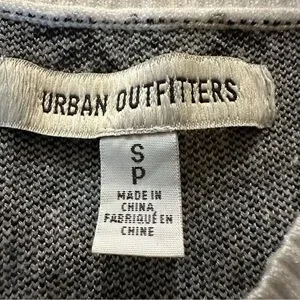 URBAN OUTFITTERS
S
P
MADE IN
CHINA
FABRIQUÉ EN
CHINE